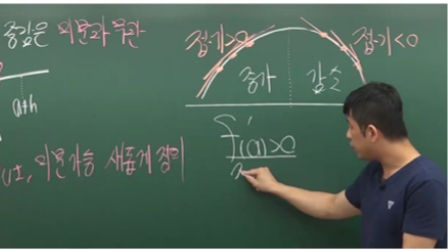 증감은 미분과 무관
a+h
미분가능 새롭게 정의
접기>0
접기<0
증가
감소
f'(a)>0